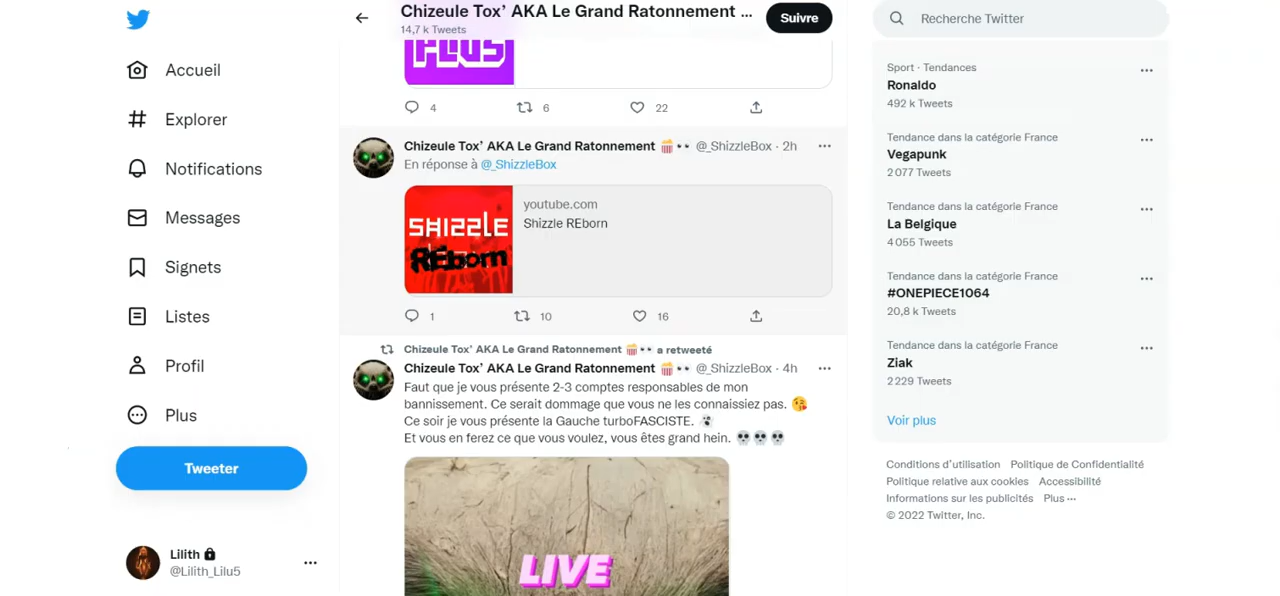 Accueil
Explorer
Notifications
Messages
Signets
Listes
Profil
Plus
Tweeter
Lilith
@Lilith_Lilu5
Chizeule Tox’ AKA Le Grand Ratonnement ...
14,7 k Tweets
Suivre
PLUS
4 6 22
Chizeule Tox’ AKA Le Grand Ratonnement 🍿👀 @_ShizzleBox · 2h
En réponse à @_ShizzleBox
SHIZZLE
REborn
youtube.com
Shizzle REborn
1 10 16
Chizeule Tox’ AKA Le Grand Ratonnement 🍿👀 a retweeté
Chizeule Tox’ AKA Le Grand Ratonnement 🍿👀 @_ShizzleBox · 4h
Faut que je vous présente 2-3 comptes responsables de mon
bannissement. Ce serait dommage que vous ne les connaissiez pas. 😘
Ce soir je vous présente la Gauche turboFASCISTE.
Et vous en ferez ce que vous voulez, vous êtes grand hein. 💀💀💀
LIVE
Recherche Twitter
Sport · Tendances
Ronaldo
492 k Tweets
Tendance dans la catégorie France
Vegapunk
2 077 Tweets
Tendance dans la catégorie France
La Belgique
4 055 Tweets
Tendance dans la catégorie France
#ONEPIECE1064
20,8 k Tweets
Tendance dans la catégorie France
Ziak
2 229 Tweets
Voir plus
Conditions d’utilisation Politique de Confidentialité
Politique relative aux cookies Accessibilité
Informations sur les publicités Plus ···
© 2022 Twitter, Inc.